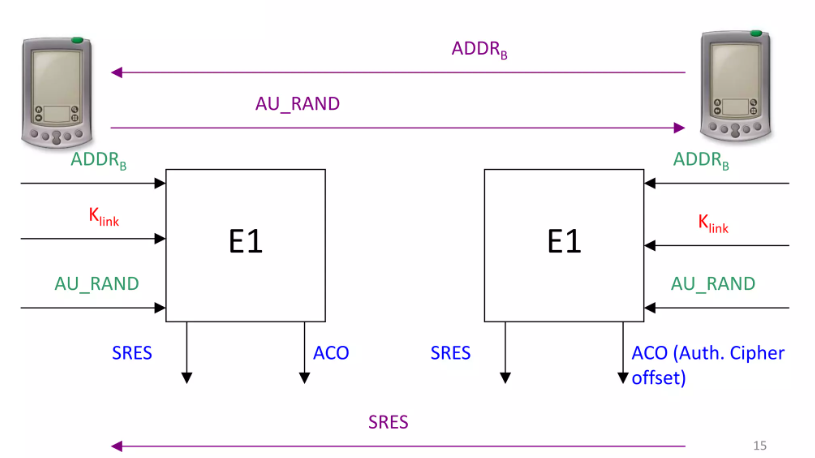 ADDRB
AU_RAND
ADDRB
ADDRB
Klink
Klink
E1
E1
AU_RAND
AU_RAND
SRES
ACO
SRES
ACO (Auth. Cipher
offset)
SRES
15